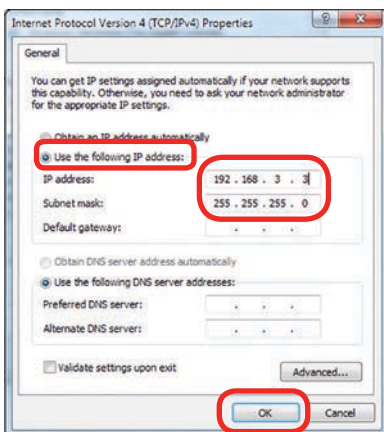 Internet Protocol Version 4 (TCP/IPv4) Properties
General
You can get IP settings assigned automatically if your network supports
this capability. Otherwise, you need to ask your network administrator
for the appropriate IP settings.
Obtain an IP address automatically
Use the following IP address:
IP address: 192 . 168 . 3 . 3
Subnet mask: 255 . 255 . 255 . 0
Default gateway: . . .
Obtain DNS server address automatically
Use the following DNS server addresses:
Preferred DNS server: . . .
Alternate DNS server: . . .
Validate settings upon exit
Advanced...
OK Cancel